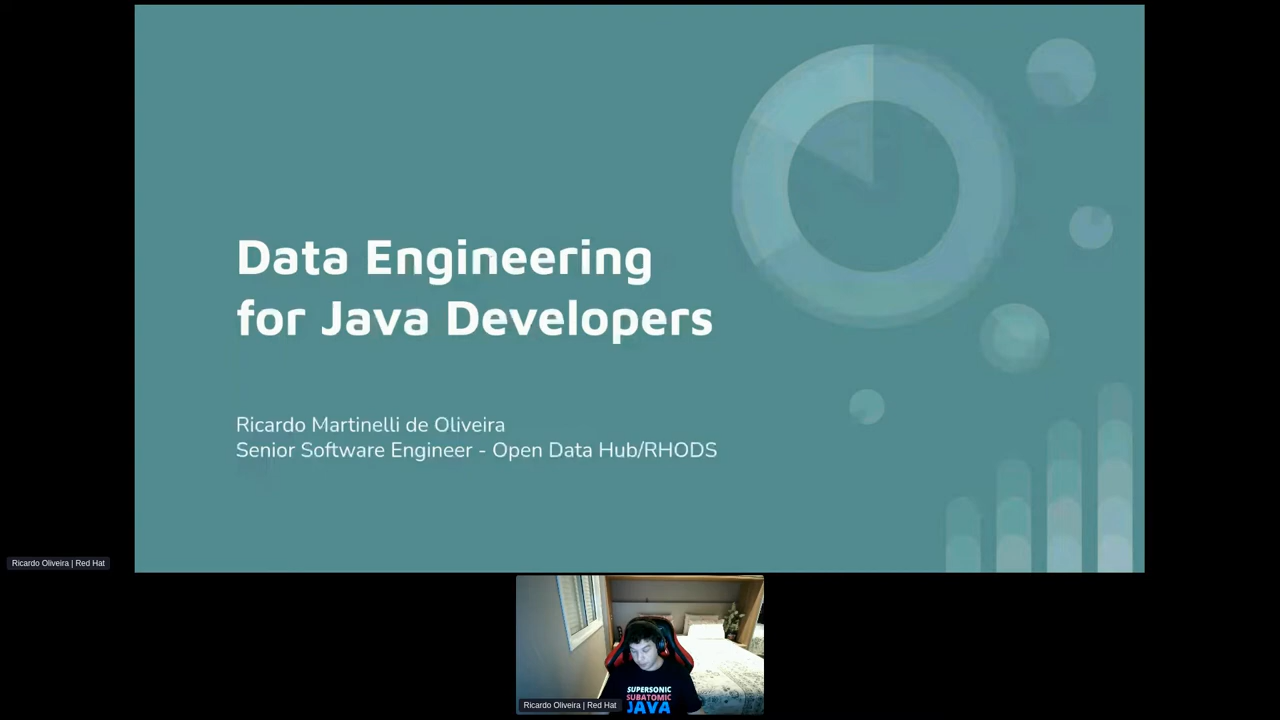 Data Engineering
for Java Developers
Ricardo Martinelli de Oliveira
Senior Software Engineer - Open Data Hub/RHODS
Ricardo Oliveira | Red Hat
SUPERSONIC
SUBATOMIC
JAVA
Ricardo Oliveira | Red Hat